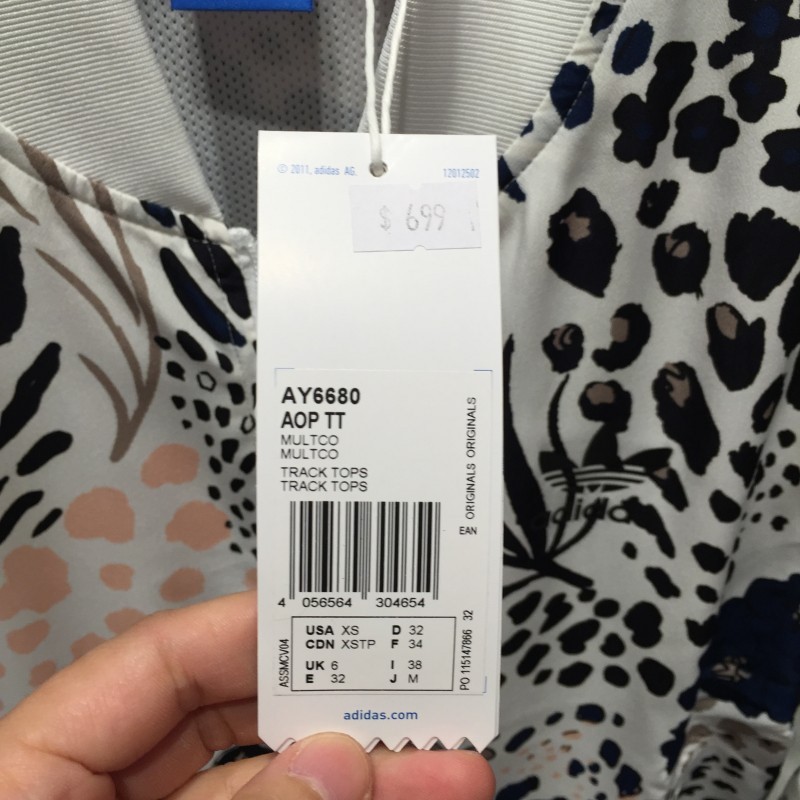 © 2011, adidas AG.
12012502
$ 699
AY6680
AOP TT
MULTCO
MULTCO
TRACK TOPS
TRACK TOPS
ORIGINALS ORIGINALS
EAN
4 056564 304654
ASSMCV04
USA XS D 32
CDN XSTP F 34
UK 6 I 38
E 32 J M
PO 115147866 32
adidas.com
adidas